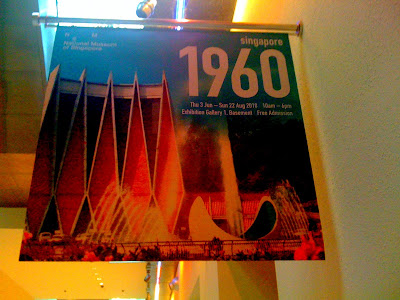 National Museum
of Singapore
singapore
1960
Thu 3 Jun – Sun 22 Aug 2010 10am – 6pm
Exhibition Gallery 1, Basement Free Admission